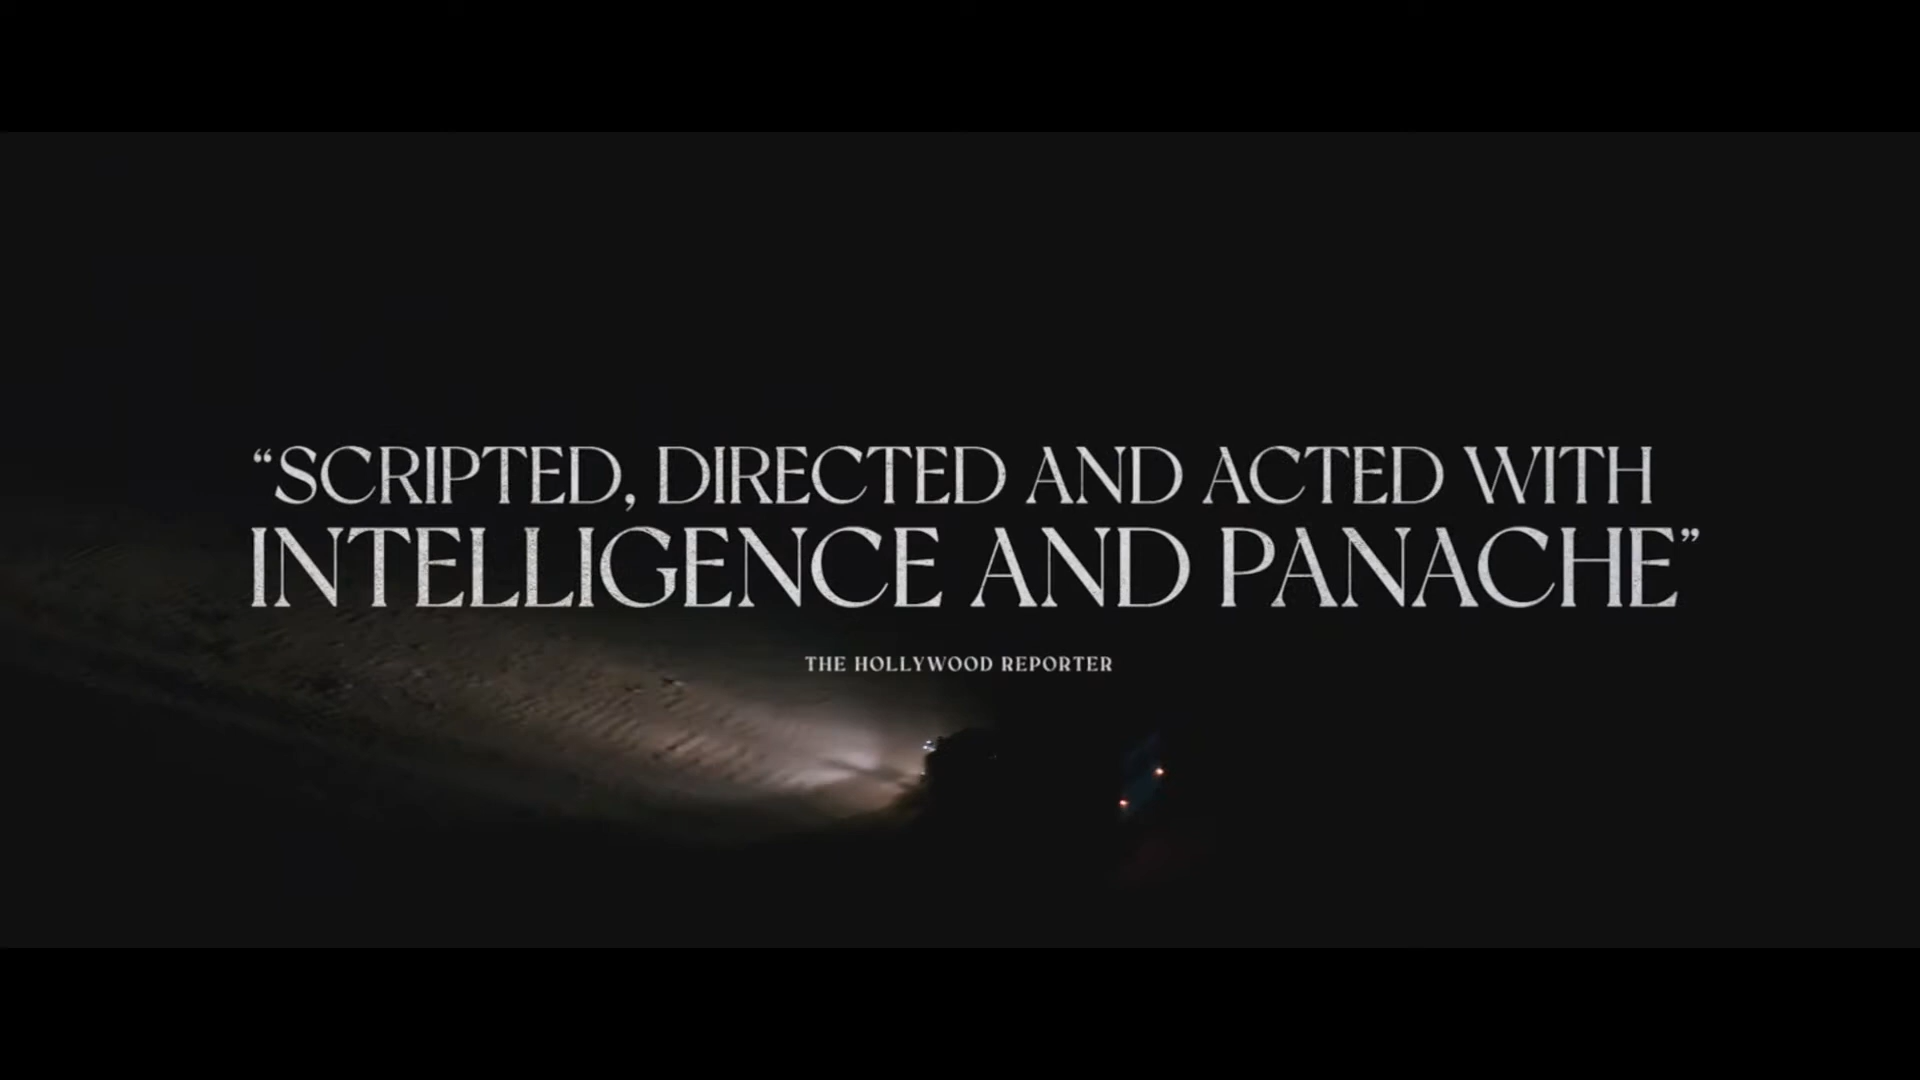 “SCRIPTED, DIRECTED AND ACTED WITH
INTELLIGENCE AND PANACHE”
THE HOLLYWOOD REPORTER